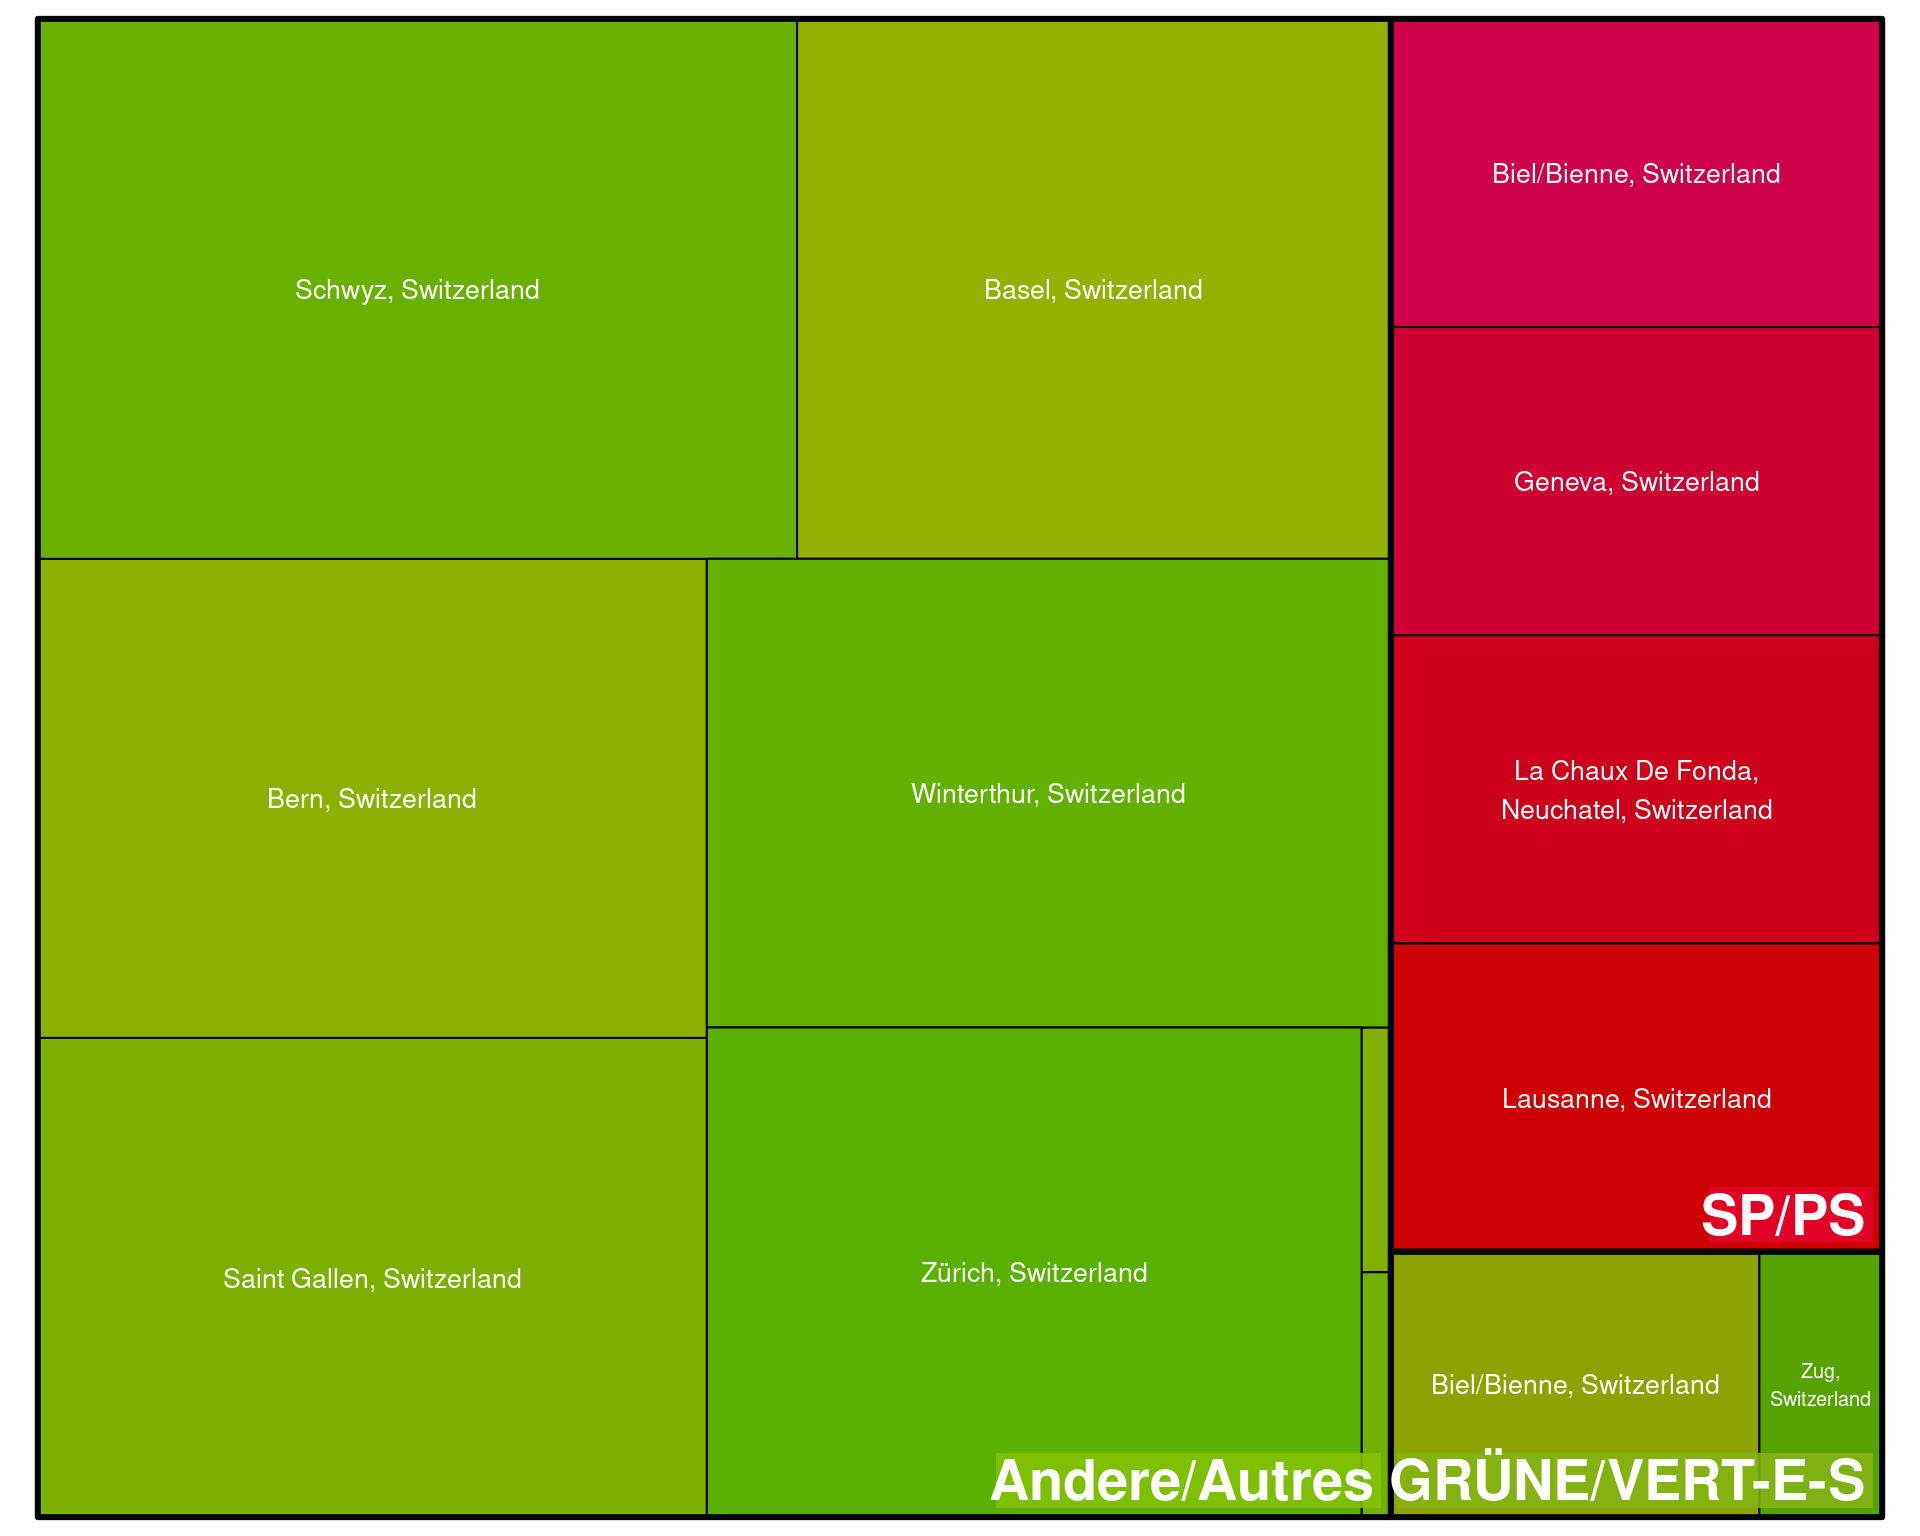 Schwyz, Switzerland
Basel, Switzerland
Biel/Bienne, Switzerland
Geneva, Switzerland
Bern, Switzerland
Winterthur, Switzerland
La Chaux De Fonda,
Neuchatel, Switzerland
Lausanne, Switzerland
SP/PS
Saint Gallen, Switzerland
Zürich, Switzerland
Andere/Autres
Biel/Bienne, Switzerland
Zug,
Switzerland
GRÜNE/VERT-E-S